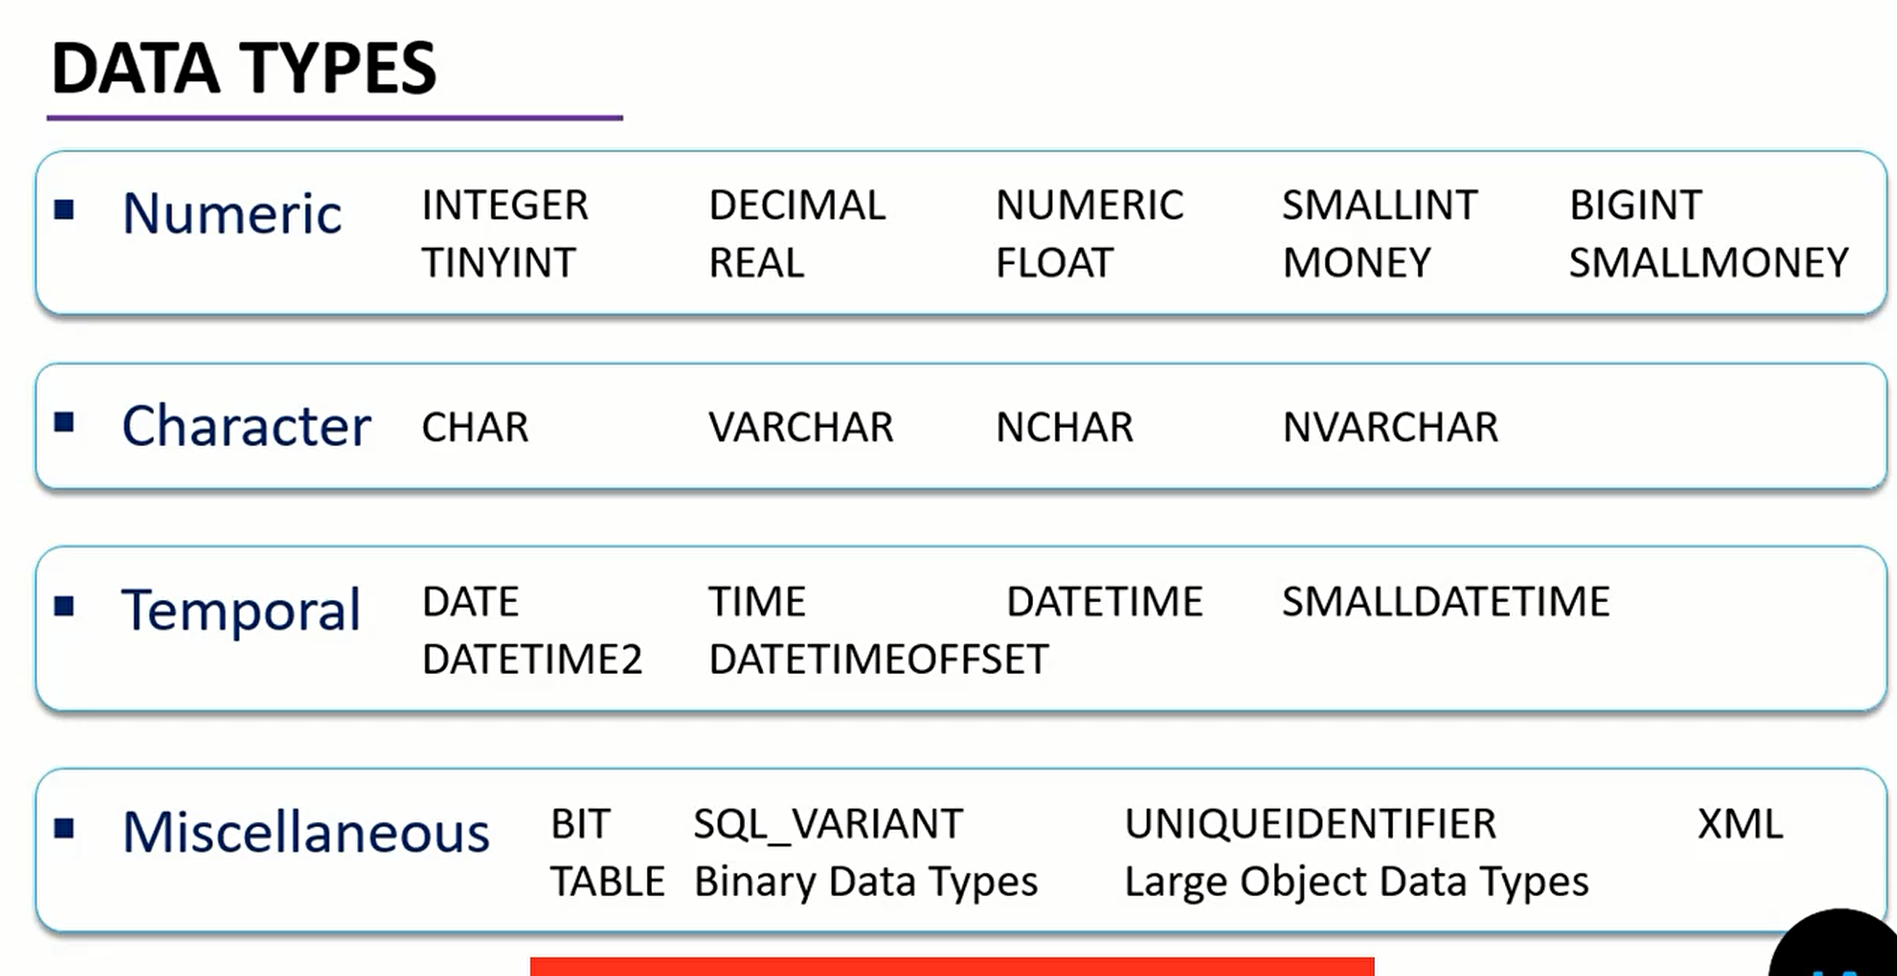 DATA TYPES
▪ Numeric INTEGER DECIMAL NUMERIC SMALLINT BIGINT
TINYINT REAL FLOAT MONEY SMALLMONEY
▪ Character CHAR VARCHAR NCHAR NVARCHAR
▪ Temporal DATE TIME DATETIME SMALLDATETIME
DATETIME2 DATETIMEOFFSET
▪ Miscellaneous BIT SQL_VARIANT UNIQUEIDENTIFIER XML
TABLE Binary Data Types Large Object Data Types